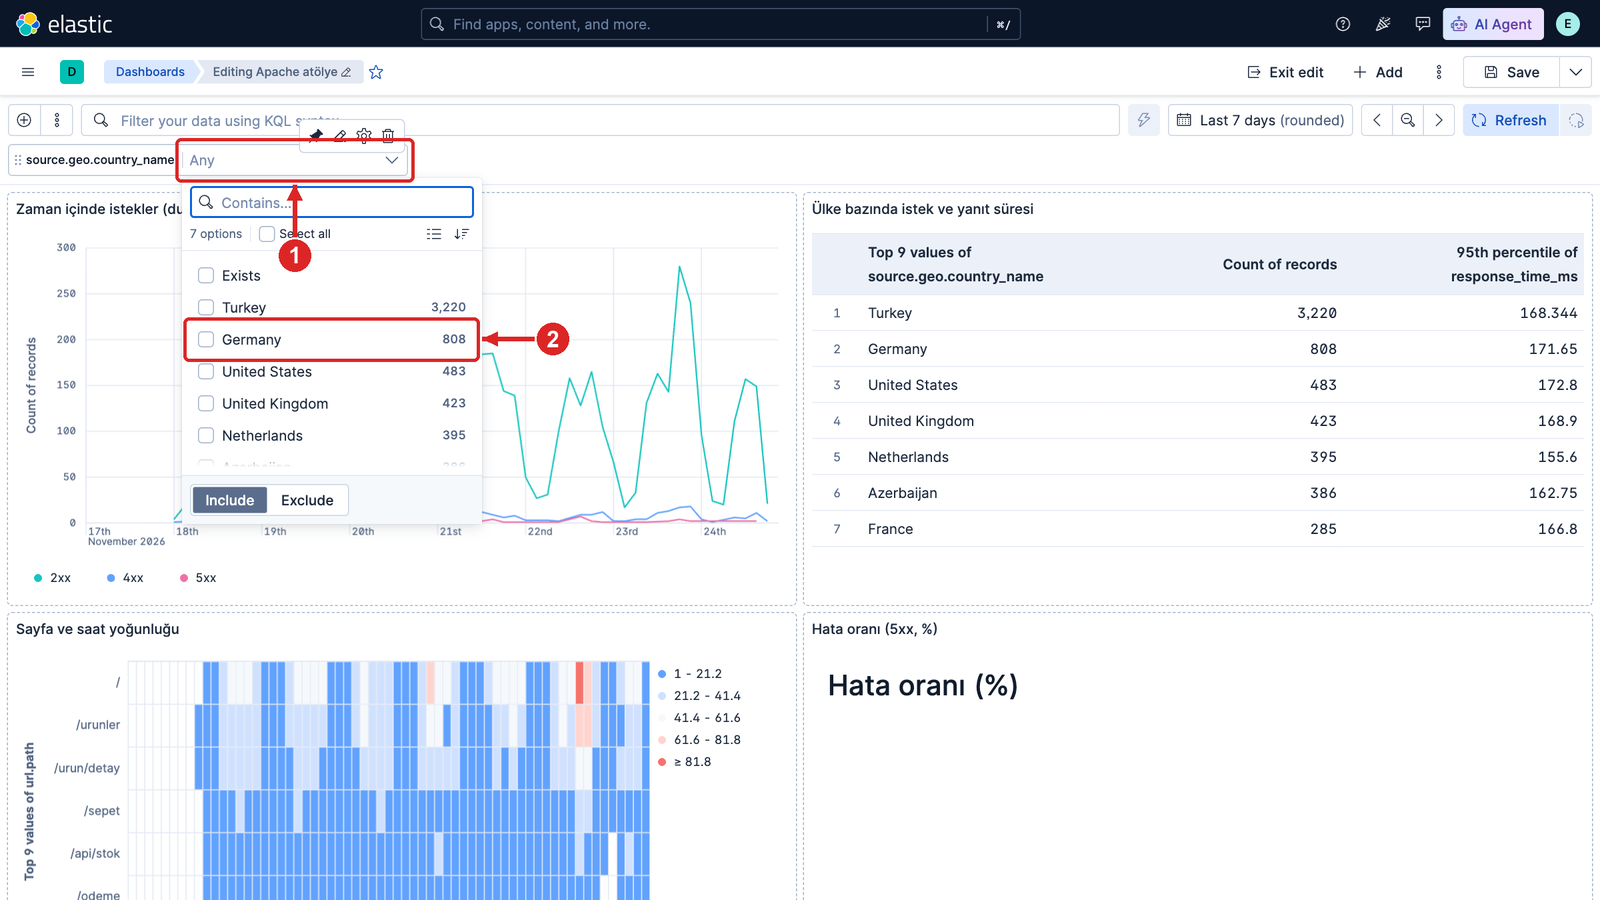 elastic
Find apps, content, and more.
⌘/
AI Agent
E
D
Dashboards
Editing Apache atölye
Exit edit
Add
Save
Filter your data using KQL syntax
Last 7 days (rounded)
Refresh
source.geo.country_name
Any
Contains...
7 options
Select all
1
Exists
Turkey 3,220
Germany 808
2
United States 483
United Kingdom 423
Netherlands 395
Azerbaijan 386
Include
Exclude
Zaman içinde istekler (du
Count of records
300
250
200
150
100
50
0
17th
November 2026
18th
19th
20th
21st
22nd
23rd
24th
2xx
4xx
5xx
Ülke bazında istek ve yanıt süresi
Top 9 values of source.geo.country_name
Count of records
95th percentile of response_time_ms
1 Turkey 3,220 168.344
2 Germany 808 171.65
3 United States 483 172.8
4 United Kingdom 423 168.9
5 Netherlands 395 155.6
6 Azerbaijan 386 162.75
7 France 285 166.8
Sayfa ve saat yoğunluğu
Top 9 values of url.path
/
/urunler
/urun/detay
/sepet
/api/stok
/odeme
1 - 21.2
21.2 - 41.4
41.4 - 61.6
61.6 - 81.8
≥ 81.8
Hata oranı (5xx, %)
Hata oranı (%)